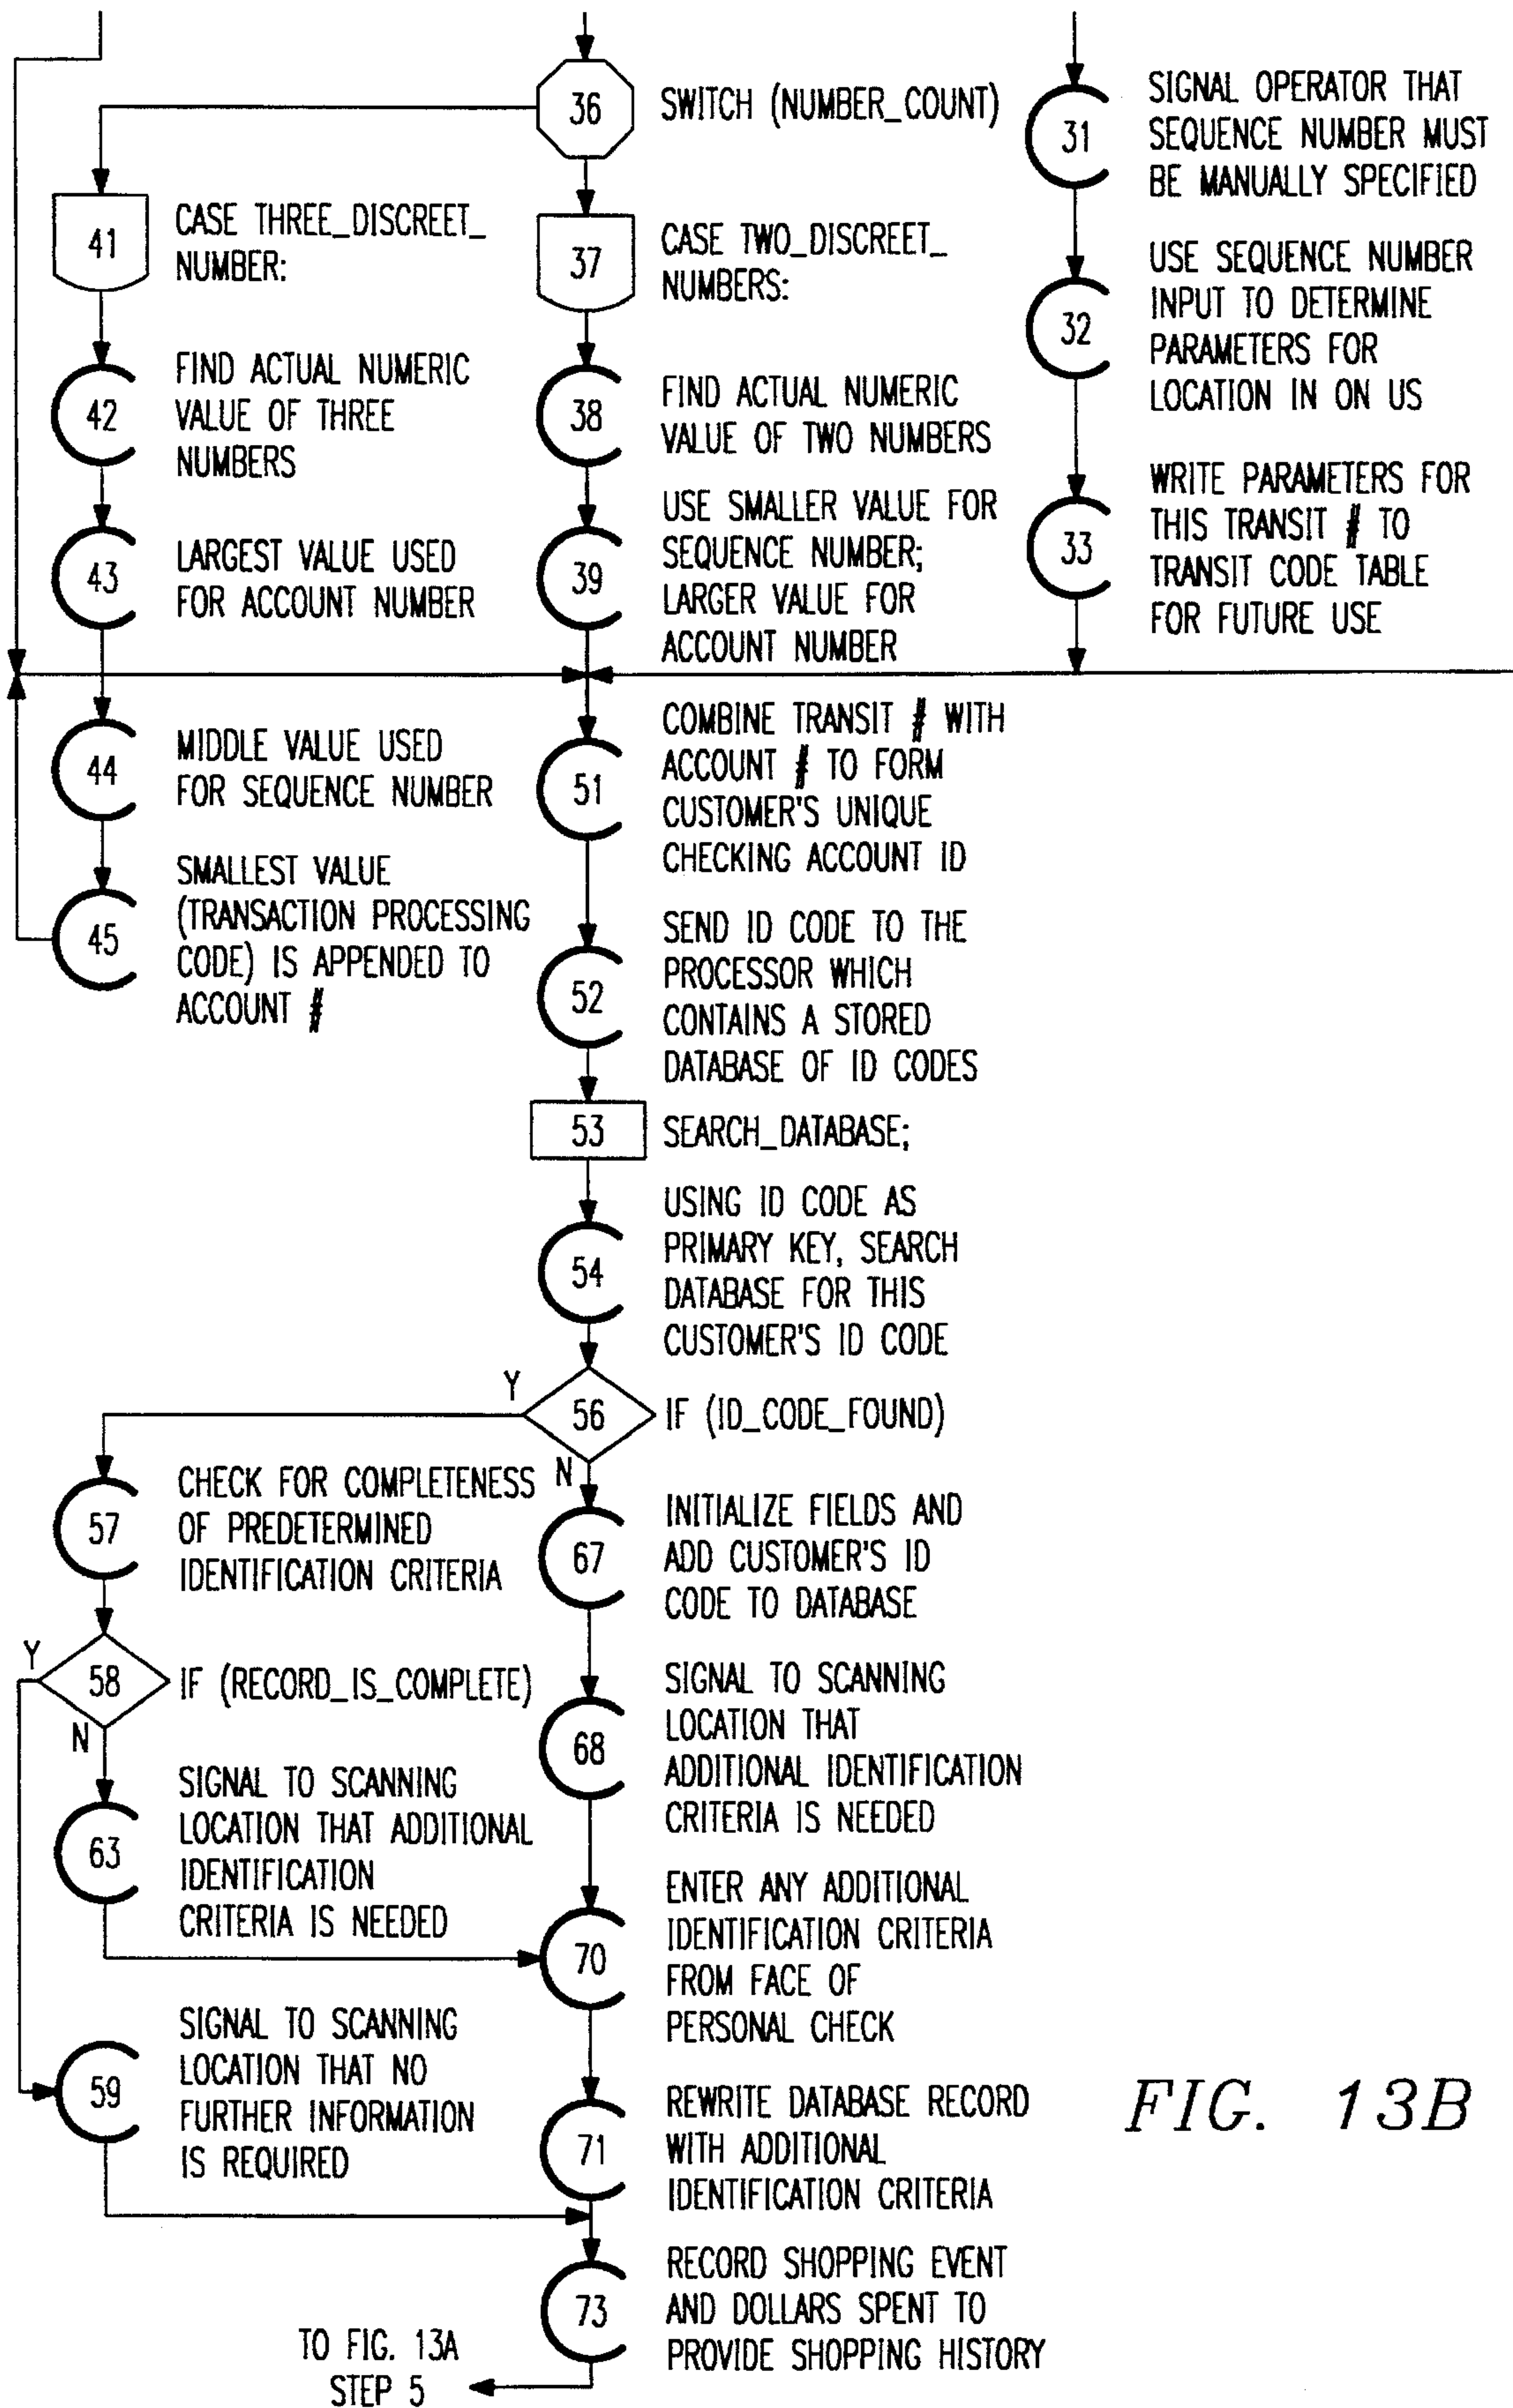 36
SWITCH (NUMBER_COUNT)
41
CASE THREE_DISCREET_
NUMBER:
42
FIND ACTUAL NUMERIC
VALUE OF THREE
NUMBERS
43
LARGEST VALUE USED
FOR ACCOUNT NUMBER
44
MIDDLE VALUE USED
FOR SEQUENCE NUMBER
45
SMALLEST VALUE
(TRANSACTION PROCESSING
CODE) IS APPENDED TO
ACCOUNT #
37
CASE TWO_DISCREET_
NUMBERS:
38
FIND ACTUAL NUMERIC
VALUE OF TWO NUMBERS
39
USE SMALLER VALUE FOR
SEQUENCE NUMBER;
LARGER VALUE FOR
ACCOUNT NUMBER
31
SIGNAL OPERATOR THAT
SEQUENCE NUMBER MUST
BE MANUALLY SPECIFIED
32
USE SEQUENCE NUMBER
INPUT TO DETERMINE
PARAMETERS FOR
LOCATION IN ON US
33
WRITE PARAMETERS FOR
THIS TRANSIT # TO
TRANSIT CODE TABLE
FOR FUTURE USE
51
COMBINE TRANSIT # WITH
ACCOUNT # TO FORM
CUSTOMER'S UNIQUE
CHECKING ACCOUNT ID
52
SEND ID CODE TO THE
PROCESSOR WHICH
CONTAINS A STORED
DATABASE OF ID CODES
53
SEARCH_DATABASE;
54
USING ID CODE AS
PRIMARY KEY, SEARCH
DATABASE FOR THIS
CUSTOMER'S ID CODE
Y
56
IF (ID_CODE_FOUND)
N
57
CHECK FOR COMPLETENESS
OF PREDETERMINED
IDENTIFICATION CRITERIA
Y
58
IF (RECORD_IS_COMPLETE)
N
63
SIGNAL TO SCANNING
LOCATION THAT ADDITIONAL
IDENTIFICATION
CRITERIA IS NEEDED
59
SIGNAL TO SCANNING
LOCATION THAT NO
FURTHER INFORMATION
IS REQUIRED
67
INITIALIZE FIELDS AND
ADD CUSTOMER'S ID
CODE TO DATABASE
68
SIGNAL TO SCANNING
LOCATION THAT
ADDITIONAL IDENTIFICATION
CRITERIA IS NEEDED
70
ENTER ANY ADDITIONAL
IDENTIFICATION CRITERIA
FROM FACE OF
PERSONAL CHECK
71
REWRITE DATABASE RECORD
WITH ADDITIONAL
IDENTIFICATION CRITERIA
73
RECORD SHOPPING EVENT
AND DOLLARS SPENT TO
PROVIDE SHOPPING HISTORY
TO FIG. 13A
STEP 5
FIG. 13B